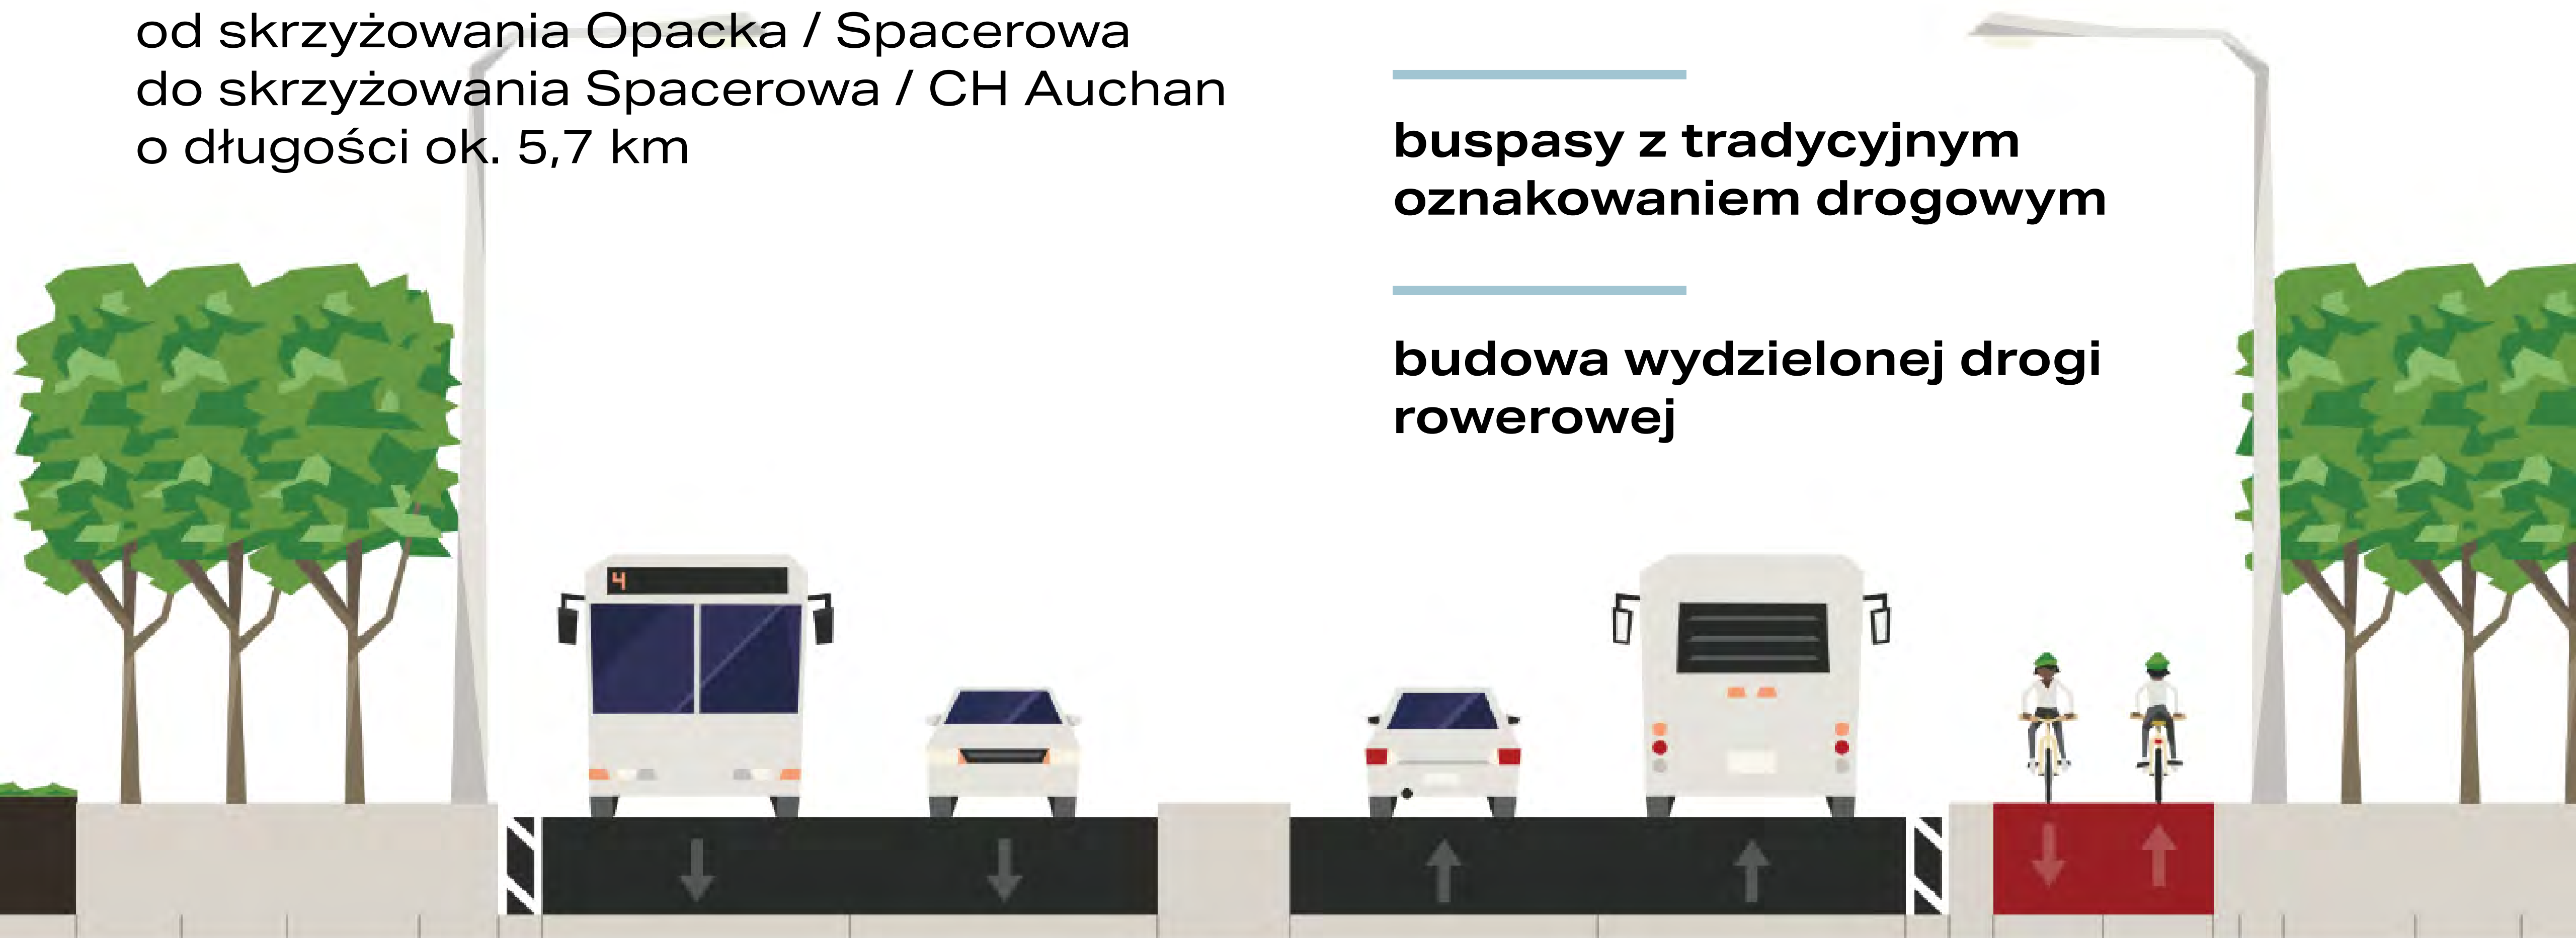 od skrzyżowania Opacka / Spacerowa
do skrzyżowania Spacerowa / CH Auchan
o długości ok. 5,7 km
buspasy z tradycyjnym
oznakowaniem drogowym
budowa wydzielonej drogi
rowerowej
4